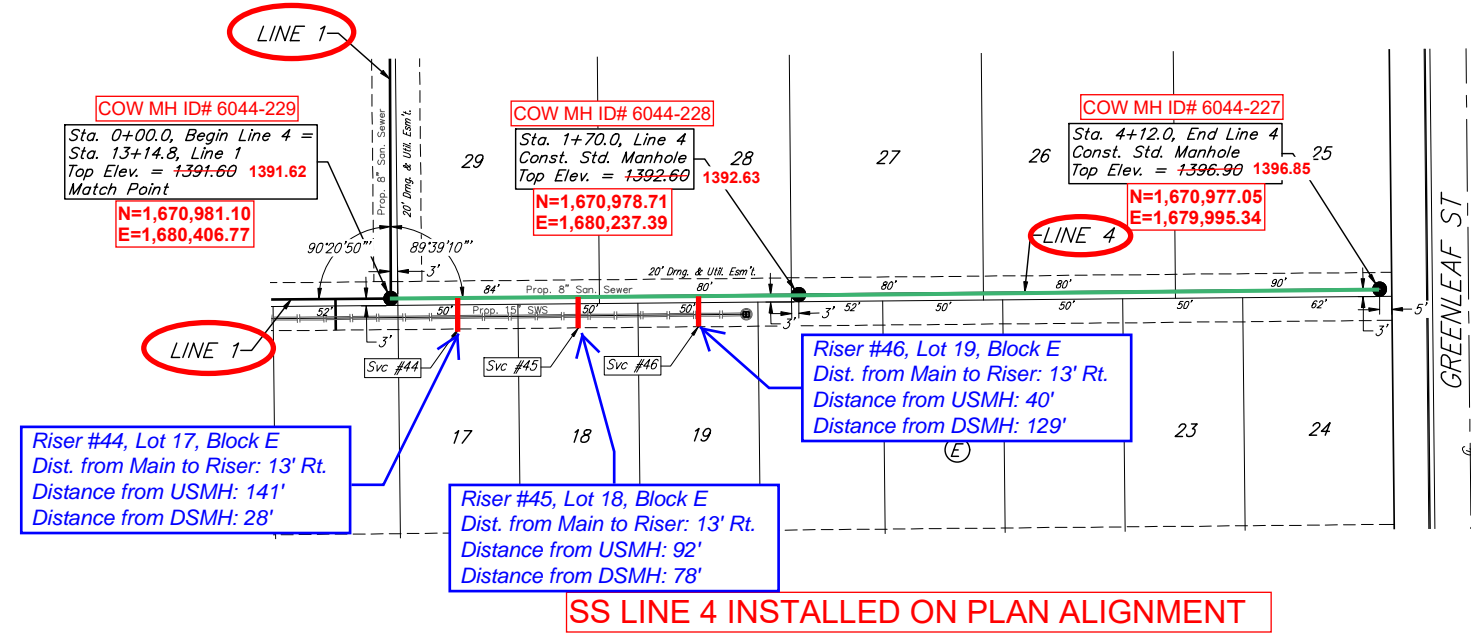 LINE 1
COW MH ID# 6044-229
Sta. 0+00.0, Begin Line 4 =
Sta. 13+14.8, Line 1
Top Elev. = 1391.60 1391.62
Match Point
N=1,670,981.10
E=1,680,406.77
Prop. 8" San. Sewer
20' Drng. & Util. Esm't.
29
COW MH ID# 6044-228
Sta. 1+70.0, Line 4
Const. Std. Manhole
Top Elev. = 1392.60 1392.63
N=1,670,978.71
E=1,680,237.39
28
27
26
COW MH ID# 6044-227
Sta. 4+12.0, End Line 4
Const. Std. Manhole
Top Elev. = 1396.90 1396.85
N=1,670,977.05
E=1,679,995.34
25
GREENLEAF ST
90°20'50"
89°39'10"
3'
LINE 4
20' Drng. & Util. Esm't.
84' Prop. 8" San. Sewer 80' 80' 80' 90'
52' 50' 50' 50' 52' 50' 50' 62' 5'
Prop. 15" SWS
3'
3'
3'
3'
LINE 1
Svc #44
Svc #45
Svc #46
17
18
19
E
23
24
Riser #46, Lot 19, Block E
Dist. from Main to Riser: 13' Rt.
Distance from USMH: 40'
Distance from DSMH: 129'
Riser #44, Lot 17, Block E
Dist. from Main to Riser: 13' Rt.
Distance from USMH: 141'
Distance from DSMH: 28'
Riser #45, Lot 18, Block E
Dist. from Main to Riser: 13' Rt.
Distance from USMH: 92'
Distance from DSMH: 78'
SS LINE 4 INSTALLED ON PLAN ALIGNMENT